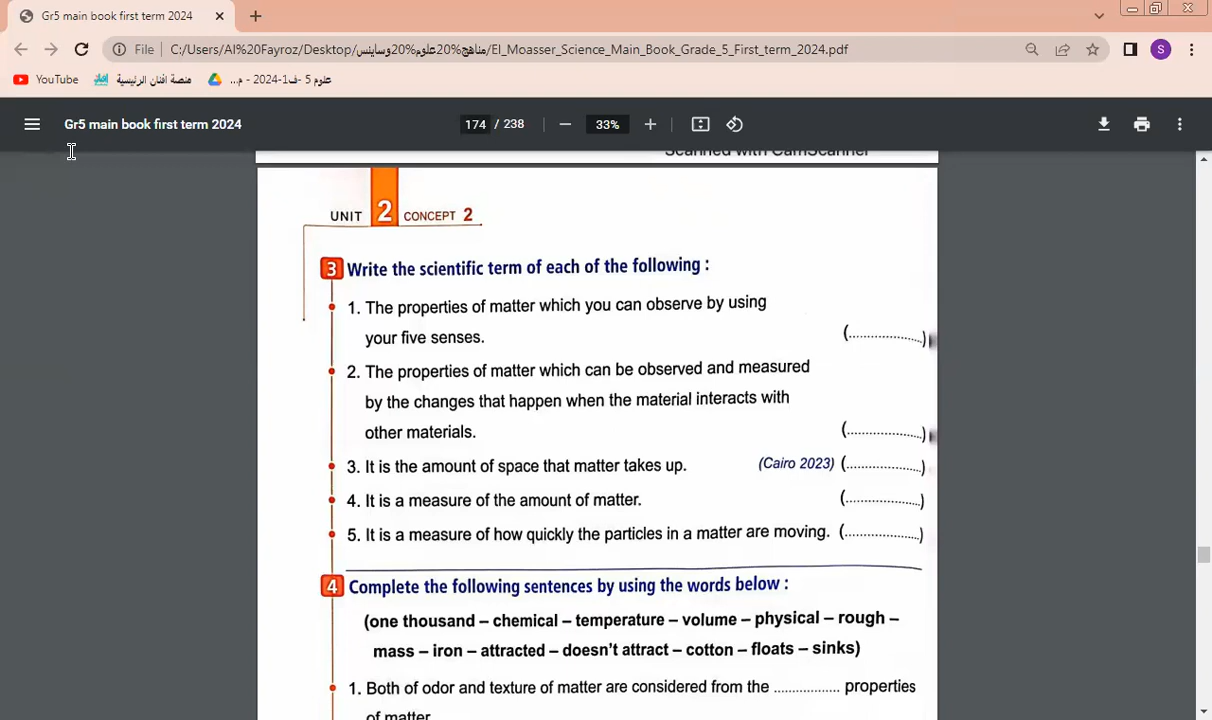 Gr5 main book first term 2024
File C:/Users/Al%20Fayroz/Desktop/مناهج%20علوم%20وساينس/El_Moasser_Science_Main_Book_Grade_5_First_term_2024.pdf
S
YouTube منصة افنان الرئيسية علوم 5 -ف1-2024 - م...
Gr5 main book first term 2024 174 / 238 33%
Scanned with CamScanner
UNIT 2 CONCEPT 2
3 Write the scientific term of each of the following :
1. The properties of matter which you can observe by using
your five senses. (................)
2. The properties of matter which can be observed and measured
by the changes that happen when the material interacts with
other materials. (................)
3. It is the amount of space that matter takes up. (Cairo 2023) (................)
4. It is a measure of the amount of matter. (................)
5. It is a measure of how quickly the particles in a matter are moving. (................)
4 Complete the following sentences by using the words below :
(one thousand – chemical – temperature – volume – physical – rough –
mass – iron – attracted – doesn't attract – cotton – floats – sinks)
1. Both of odor and texture of matter are considered from the ................ properties
of matter